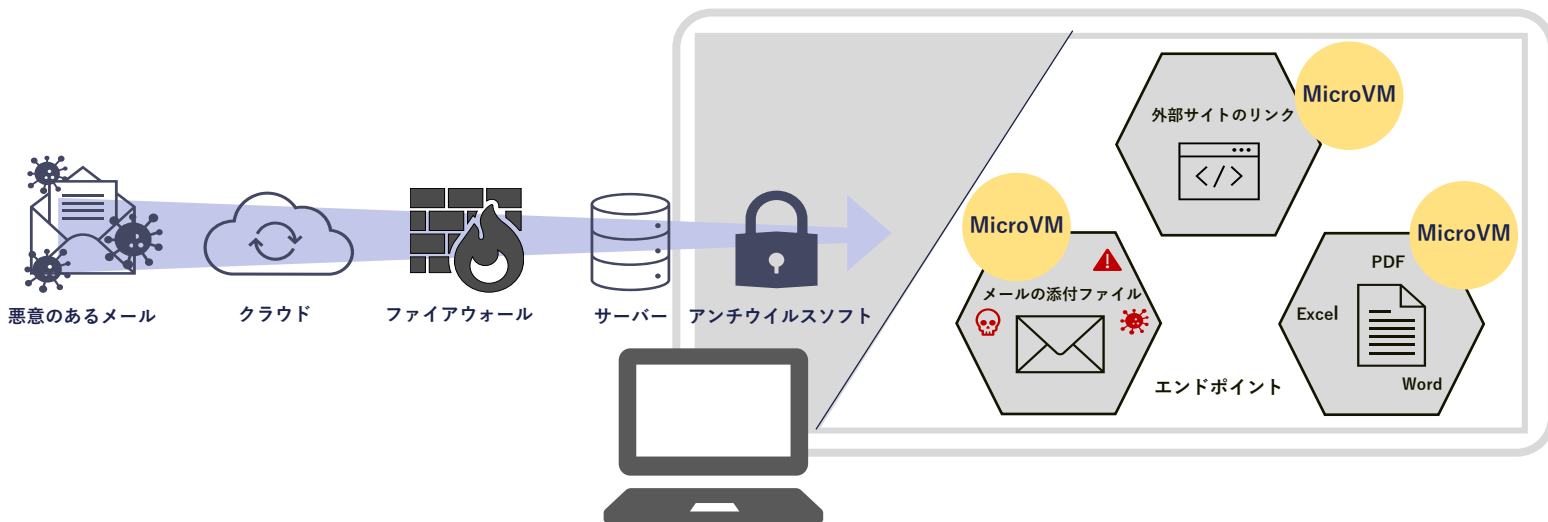 悪意のあるメール
クラウド
ファイアウォール
サーバー
アンチウイルスソフト
MicroVM
外部サイトのリンク
</>
MicroVM
メールの添付ファイル
MicroVM
PDF
Excel
Word
エンドポイント